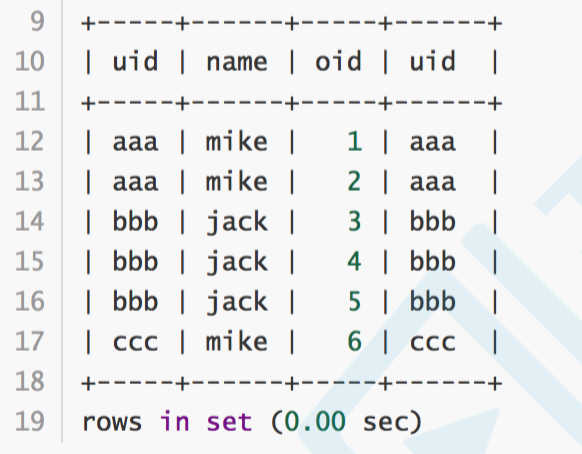 9 +-----+------+-----+------+
10 | uid | name | oid | uid  |
11 +-----+------+-----+------+
12 | aaa | mike |   1 | aaa  |
13 | aaa | mike |   2 | aaa  |
14 | bbb | jack |   3 | bbb  |
15 | bbb | jack |   4 | bbb  |
16 | bbb | jack |   5 | bbb  |
17 | ccc | mike |   6 | ccc  |
18 +-----+------+-----+------+
19 rows in set (0.00 sec)